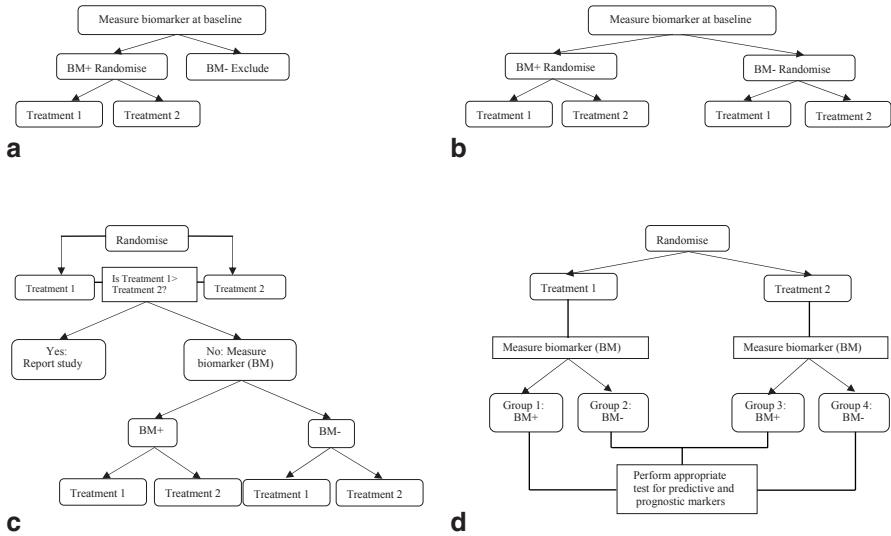 Measure biomarker at baseline
BM+ Randomise
BM- Exclude
Treatment 1
Treatment 2
a
Measure biomarker at baseline
BM+ Randomise
BM- Randomise
Treatment 1
Treatment 2
Treatment 1
Treatment 2
b
Randomise
Treatment 1
Is Treatment 1>
Treatment 2?
Treatment 2
Yes:
Report study
No: Measure
biomarker (BM)
BM+
BM-
Treatment 1
Treatment 2
Treatment 1
Treatment 2
c
Randomise
Treatment 1
Treatment 2
Measure biomarker (BM)
Measure biomarker (BM)
Group 1:
BM+
Group 2:
BM-
Group 3:
BM+
Group 4:
BM-
Perform appropriate
test for predictive and
prognostic markers
d